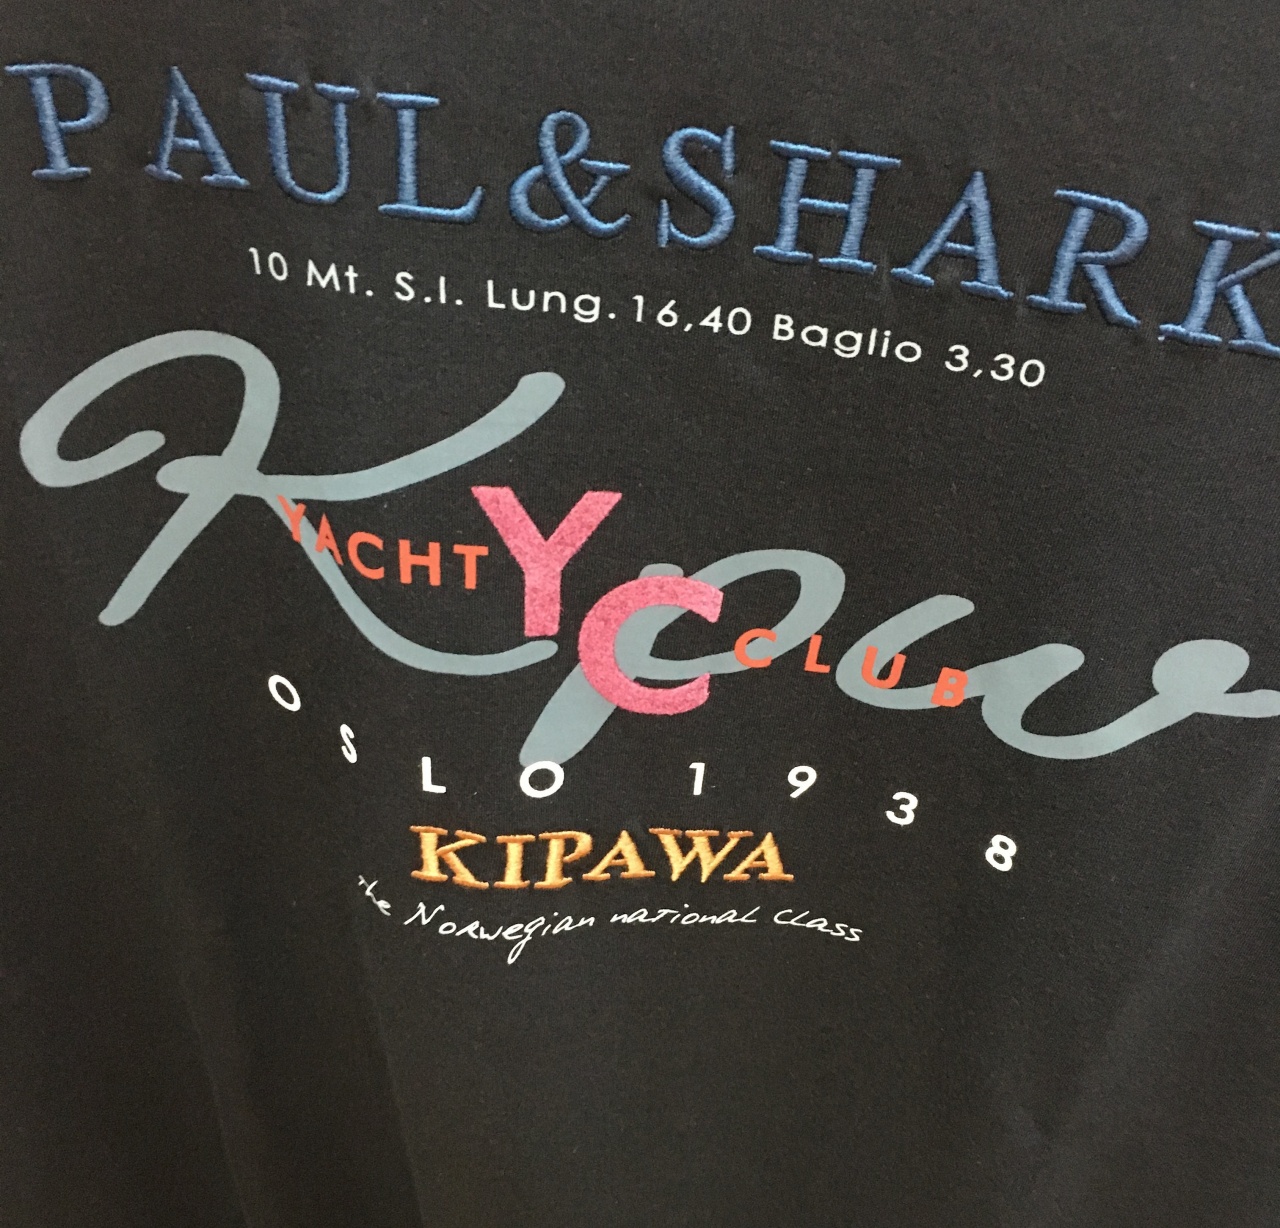 PAUL&SHARK
10 Mt. S.I. Lung. 16,40 Baglio 3,30
YACHT YC CLUB
OSLO 1938
KIPAWA
the Norwegian national class